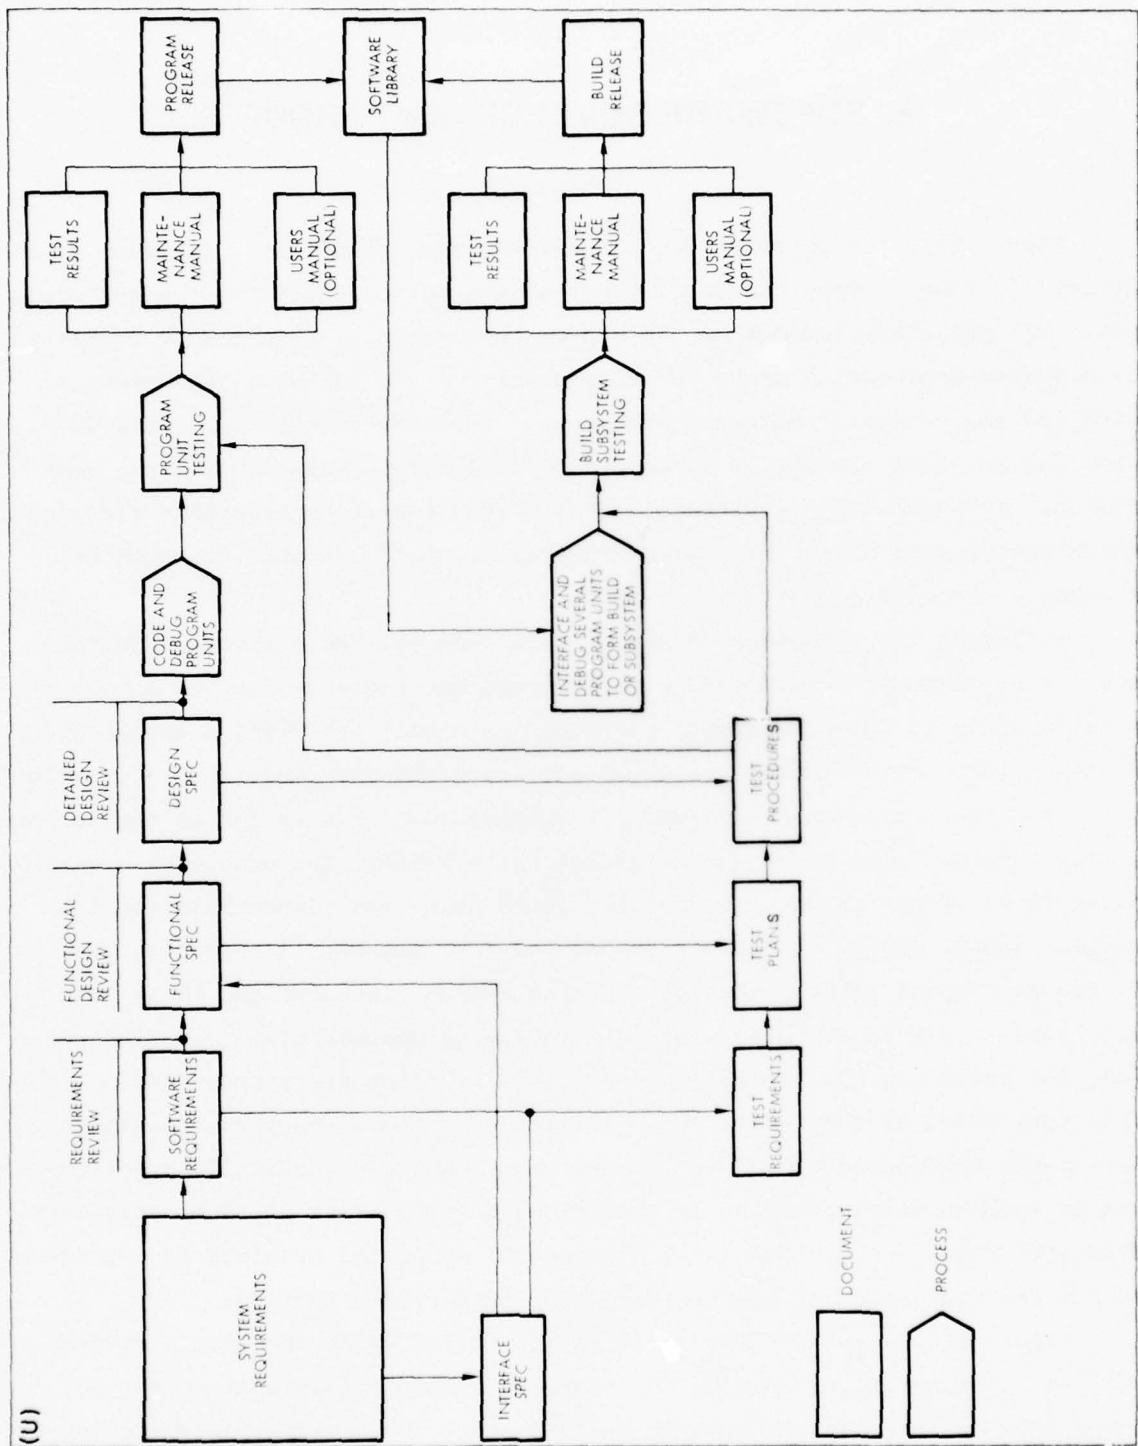 (U)
SYSTEM
REQUIREMENTS
INTERFACE
SPEC
REQUIREMENTS
REVIEW
SOFTWARE
REQUIREMENTS
FUNCTIONAL
DESIGN
REVIEW
FUNCTIONAL
SPEC
DETAILED
DESIGN
REVIEW
DESIGN
SPEC
CODE AND
DEBUG
PROGRAM
UNITS
PROGRAM
UNIT
TESTING
TEST
RESULTS
MAINTE-
NANCE
MANUAL
USERS
MANUAL
(OPTIONAL)
PROGRAM
RELEASE
SOFTWARE
LIBRARY
TEST
REQUIREMENTS
TEST
PLANS
TEST
PROCEDURES
INTERFACE AND
DEBUG SEVERAL
PROGRAM UNITS
TO FORM BUILD
OR SUBSYSTEM
BUILD
SUBSYSTEM
TESTING
TEST
RESULTS
MAINTE-
NANCE
MANUAL
USERS
MANUAL
(OPTIONAL)
BUILD
RELEASE
DOCUMENT
PROCESS